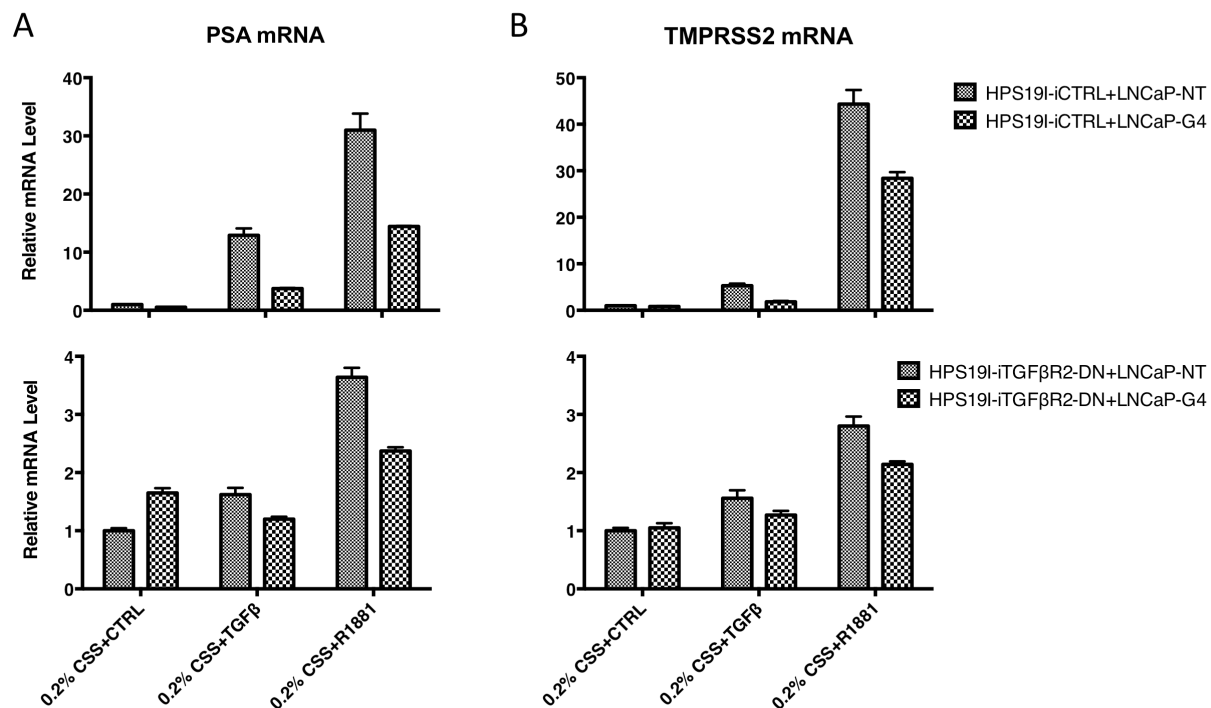 A
PSA mRNA
B
TMPRSS2 mRNA
Relative mRNA Level
40
30
20
10
0
50
40
30
20
10
0
HPS19I-iCTRL+LNCaP-NT
HPS19I-iCTRL+LNCaP-G4
Relative mRNA Level
4
3
2
1
0
4
3
2
1
0
HPS19I-iTGFβR2-DN+LNCaP-NT
HPS19I-iTGFβR2-DN+LNCaP-G4
0.2% CSS+CTRL
0.2% CSS+TGFβ
0.2% CSS+R1881
0.2% CSS+CTRL
0.2% CSS+TGFβ
0.2% CSS+R1881